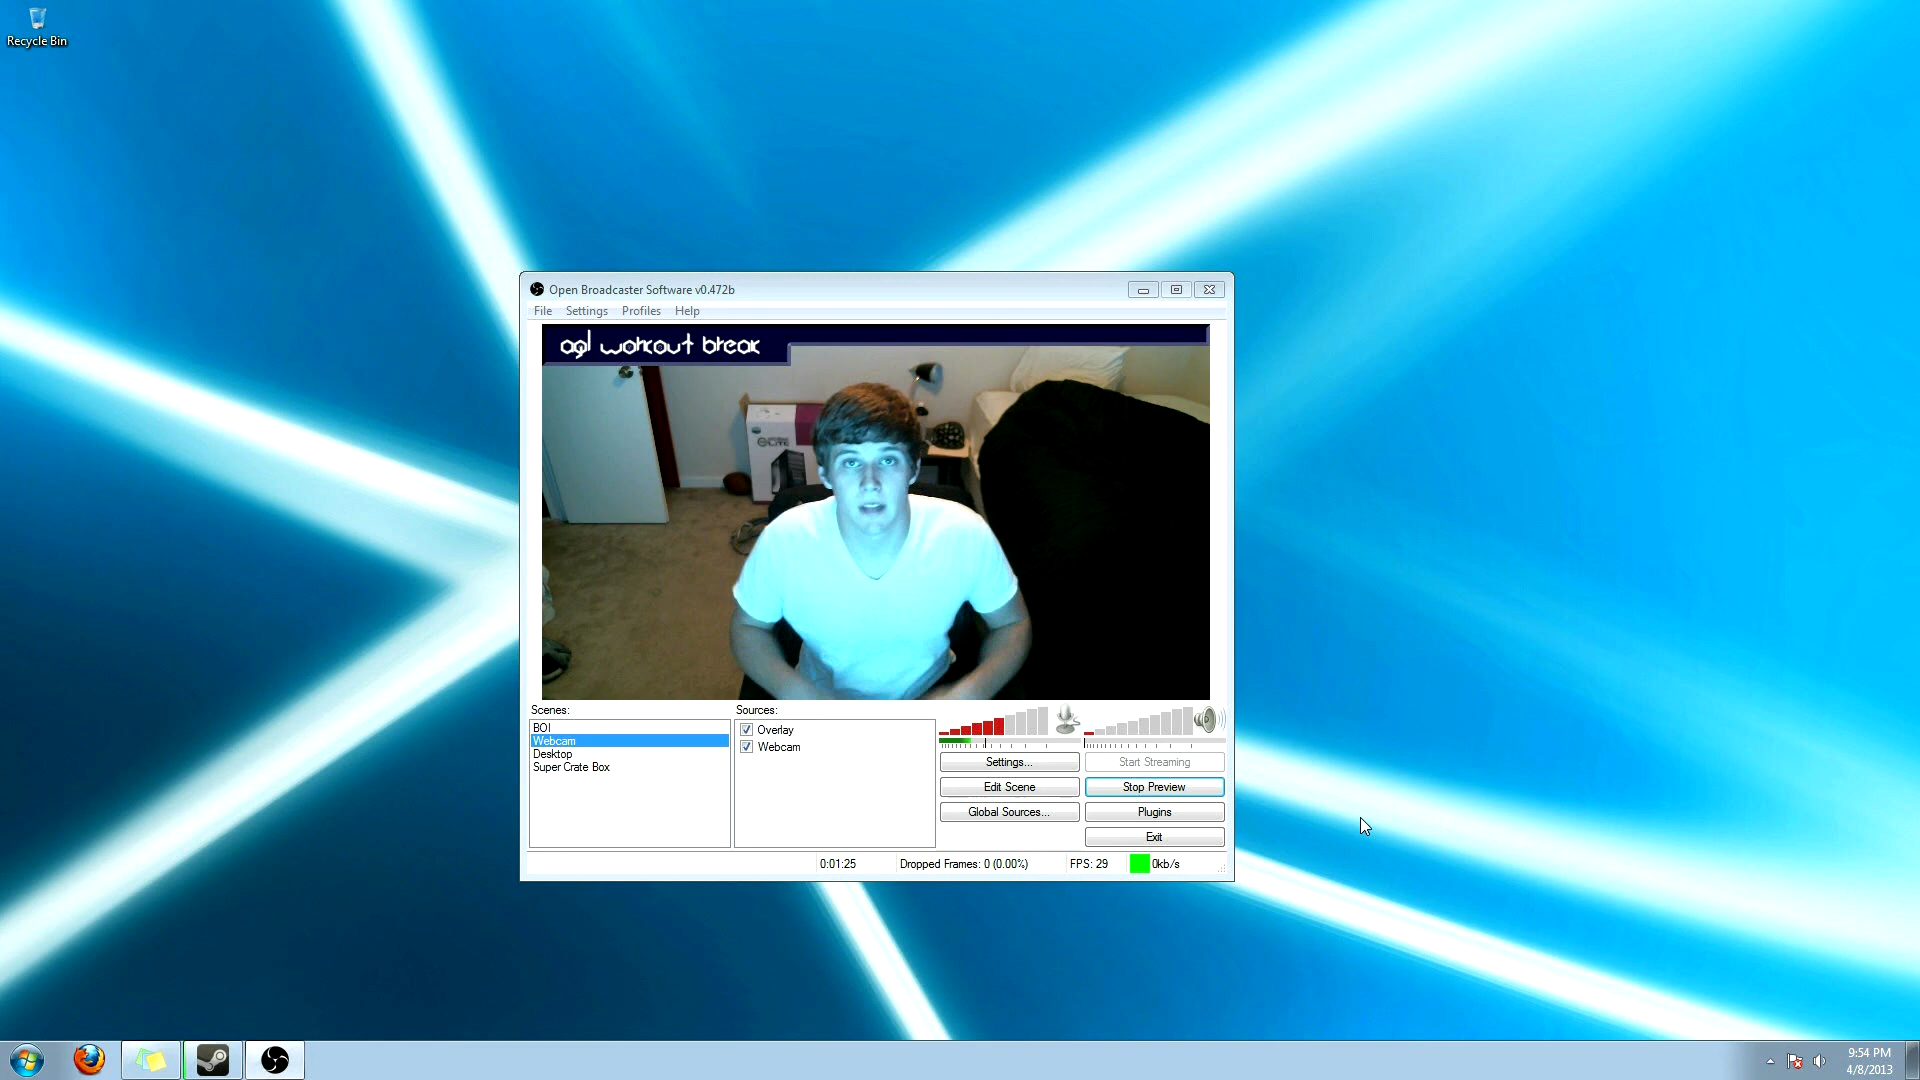 Recycle Bin
Open Broadcaster Software v0.472b
File Settings Profiles Help
agl workout break
Scenes:
BOI
Webcam
Desktop
Super Crate Box
Sources:
Overlay
Webcam
Settings...
Start Streaming
Edit Scene
Stop Preview
Global Sources...
Plugins
Exit
0:01:25
Dropped Frames: 0 (0.00%)
FPS: 29
0kb/s
9:54 PM
4/8/2013